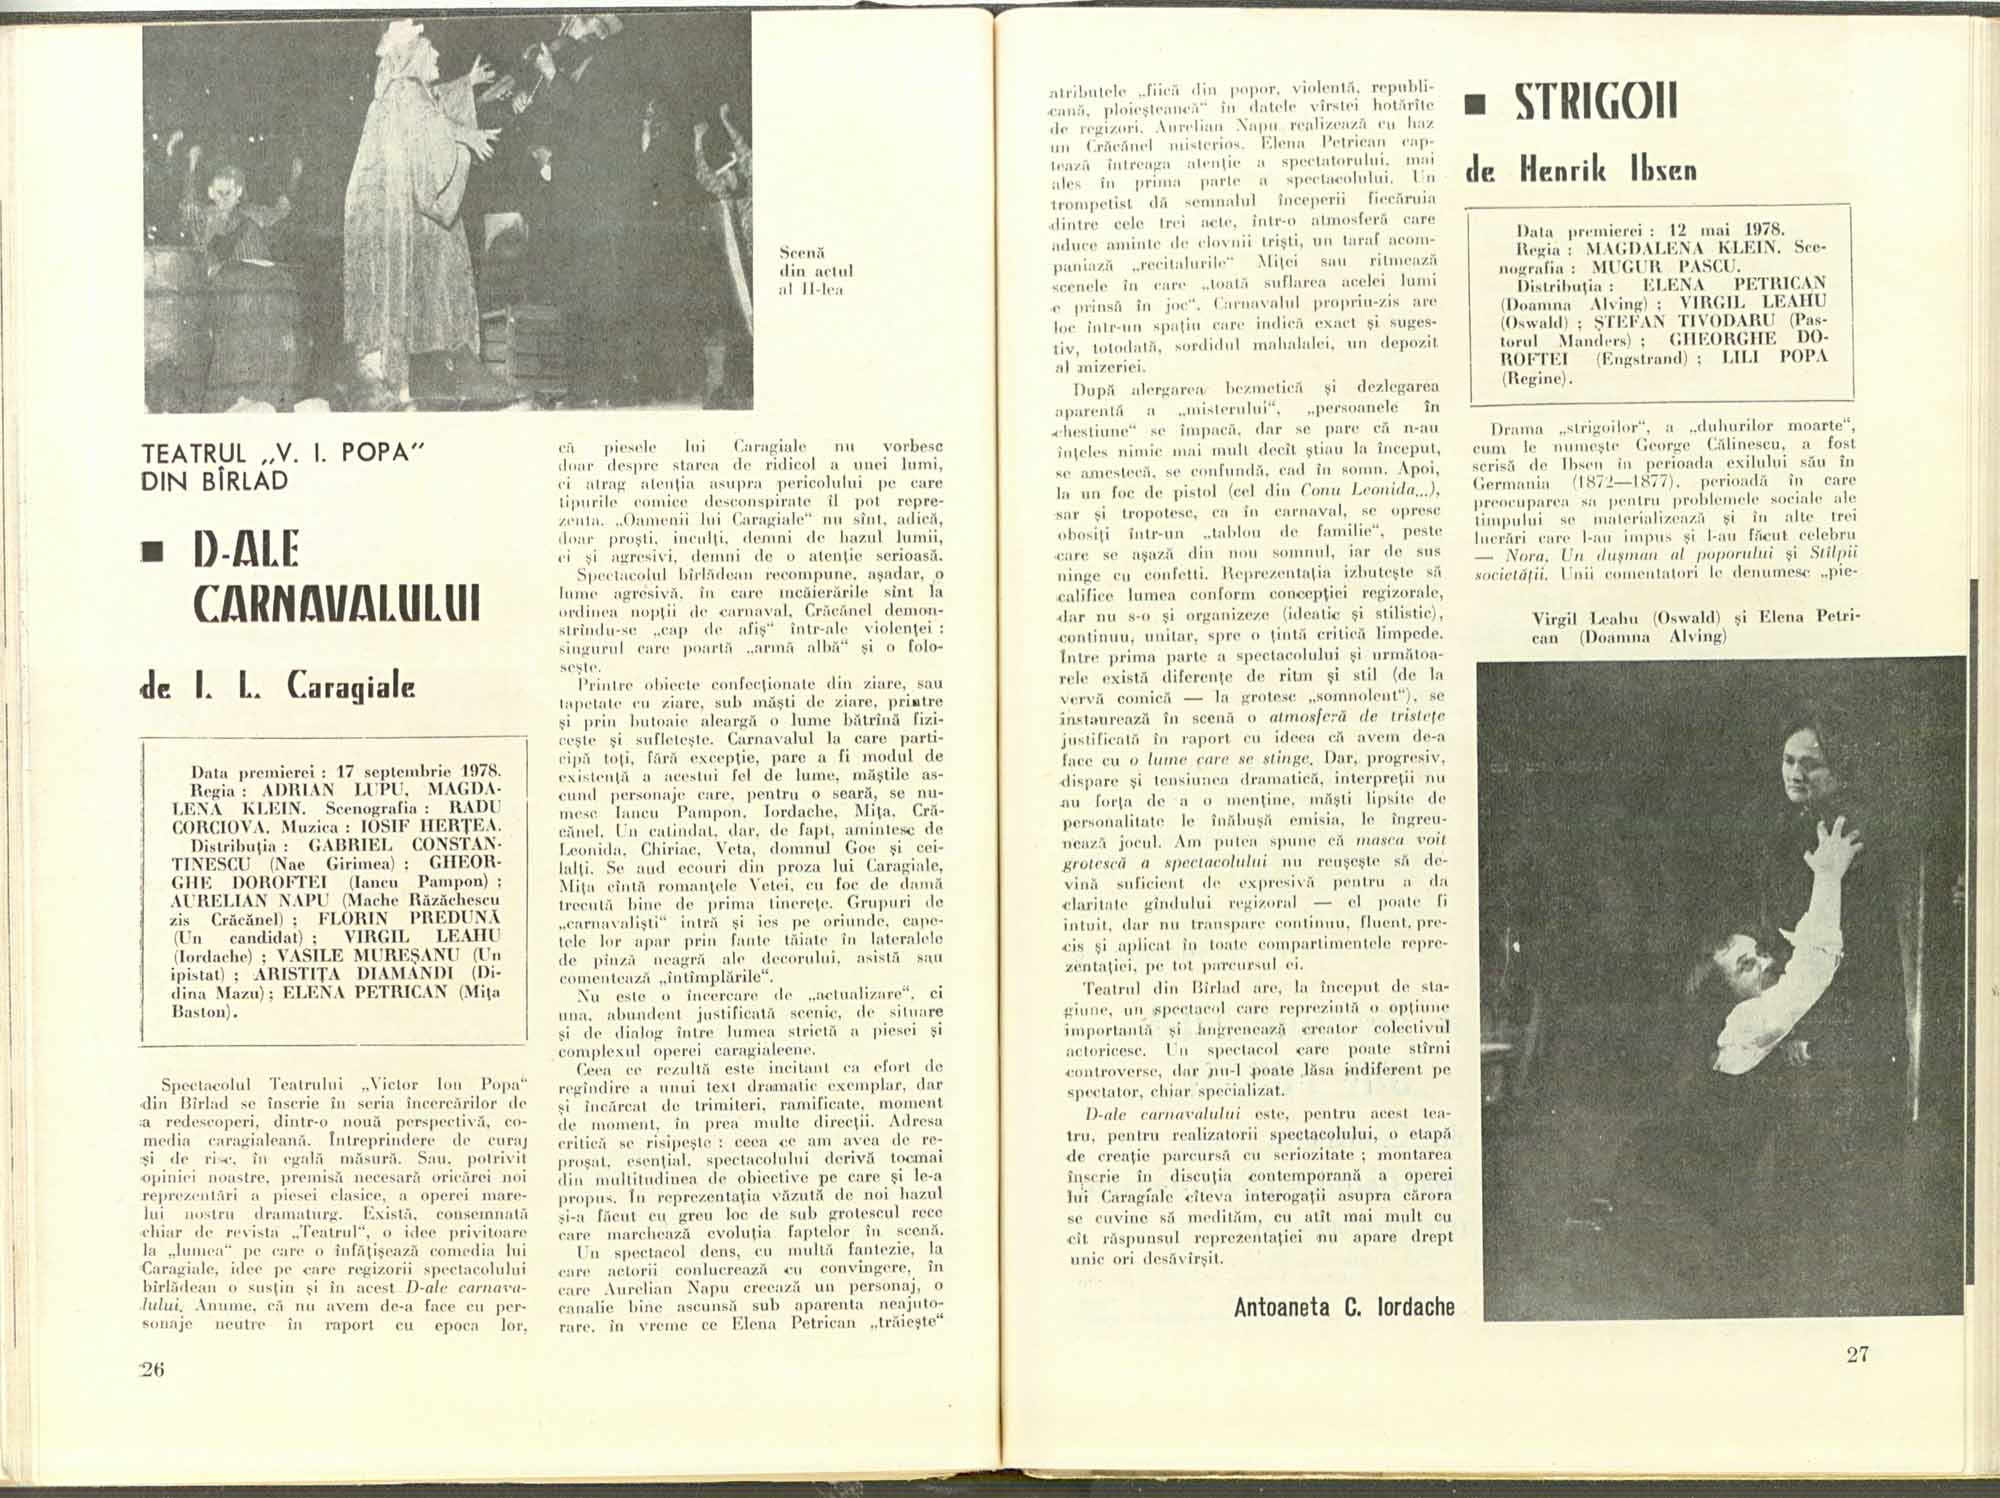 Scenă
din actul
al II-lea
TEATRUL „V. I. POPA“
DIN BÎRLAD
■ D-ALE
CARNAVALULUI
de I. L. Caragiale
Data premierei : 17 septembrie 1978.
Regia : ADRIAN LUPU, MAGDA-
LENA KLEIN. Scenografia : RADU
CORCIOVA. Muzica : IOSIF HERȚEA.
Distribuția : GABRIEL CONSTAN-
TINESCU (Nae Girimea) ; GHEOR-
GHE DOROFTEI (Iancu Pampon) ;
AURELIAN NAPU (Mache Răzăchescu
zis Crăcănel) ; FLORIN PREDUNĂ
(Un candidat) ; VIRGIL LEAHU
(Iordache) ; VASILE MUREȘANU (Un
ipistat) ; ARISTIȚA DIAMANDI (Di-
dina Mazu) ; ELENA PETRICAN (Mița
Baston).
Spectacolul Teatrului „Victor Ion Popa“
din Bîrlad se înscrie în seria încercărilor de
a redescoperi, dintr-o nouă perspectivă, co-
media caragialeană. Întreprindere de curaj
și de risc, în egală măsură. Sau, potrivit
opiniei noastre, premisă necesară oricărei noi
reprezentări a piesei clasice, a operei mare-
lui nostru dramaturg. Există, consemnată
chiar de revista „Teatrul“, o idee privitoare
la „lumea“ pe care o înfățișează comedia lui
Caragiale, idee pe care regizorii spectacolului
bîrlădean o susțin și în acest D-ale carnava-
lului. Anume, că nu avem de-a face cu per-
sonaje neutre în raport cu epoca lor,
că piesele lui Caragiale nu vorbesc
doar despre starea de ridicol a unei lumi,
ci atrag atenția asupra pericolului pe care
tipurile comice desconspirate îl pot repre-
zenta. „Oamenii lui Caragiale“ nu sînt, adică,
doar proști, inculți, demni de hazul lumii,
ci și agresivi, demni de o atenție serioasă.
Spectacolul bîrlădean recompune, așadar, o
lume agresivă, în care încăierările sînt la
ordinea nopții de carnaval, Crăcănel demon-
strîndu-se „cap de afiș“ într-ale violenței :
singurul care poartă „armă albă“ și o folo-
sește.
Printre obiecte confecționate din ziare, sau
tapetate cu ziare, sub măști de ziare, printre
și prin butoaie aleargă o lume bătrînă fizi-
cește și sufletește. Carnavalul la care parti-
cipă toți, fără excepție, pare a fi modul de
existență a acestui fel de lume, măștile as-
cund personaje care, pentru o seară, se nu-
mesc Iancu Pampon, Iordache, Mița, Cră-
cănel, Un catindat, dar, de fapt, amintesc de
Leonida, Chiriac, Veta, domnul Goe și cei-
lalți. Se aud ecouri din proza lui Caragiale,
Mița cîntă romanțele Vetei, cu foc de damă
trecută bine de prima tinerețe. Grupuri de
„carnavaliști“ intră și ies pe oriunde, cape-
tele lor apar prin fante tăiate în lateralele
de pînză neagră ale decorului, asistă sau
comentează „întîmplările“.
Nu este o încercare de „actualizare“, ci
una, abundent justificată scenic, de situare
și de dialog între lumea strictă a piesei și
complexul operei caragialeene.
Ceea ce rezultă este incitant ca efort de
regîndire a unui text dramatic exemplar, dar
și încărcat de trimiteri, ramificate, moment
de moment, în prea multe direcții. Adresa
critică se risipește : ceea ce am avea de re-
proșat, esențial, spectacolului derivă tocmai
din multitudinea de obiective pe care și le-a
propus. În reprezentația văzută de noi hazul
și-a făcut cu greu loc de sub grotescul rece
care marchează evoluția faptelor în scenă.
Un spectacol dens, cu multă fantezie, la
care actorii conlucrează cu convingere, în
care Aurelian Napu creează un personaj, o
canalie bine ascunsă sub aparenta neajuto-
rare, în vreme ce Elena Petrican „trăiește“
26
atributele „fiică din popor, violentă, republi-
cană, ploieșteancă“ în datele vîrstei hotărîte
de regizori. Aurelian Napu realizează cu haz
un Crăcănel misterios. Elena Petrican cap-
tează întreaga atenție a spectatorului, mai
ales în prima parte a spectacolului. Un
trompetist dă semnalul începerii fiecăruia
dintre cele trei acte, într-o atmosferă care
aduce aminte de clovnii triști, un taraf acom-
paniază „recitalurile“ Miței sau ritmează
scenele în care „toată suflarea acelei lumi
e prinsă în joc“. Carnavalul propriu-zis are
loc într-un spațiu care indică exact și suges-
tiv, totodată, sordidul mahalalei, un depozit
al mizeriei.
După alergarea bezmetică și dezlegarea
aparentă a „misterului“, „persoanele în
chestiune“ se împacă, dar se pare că n-au
înțeles nimic mai mult decît știau la început,
se amestecă, se confundă, cad în somn. Apoi,
la un foc de pistol (cel din Conu Leonida...),
sar și tropotesc, ca în carnaval, se opresc
obosiți într-un „tablou de familie“, peste
care se așază din nou somnul, iar de sus
ninge cu confetti. Reprezentația izbutește să
califice lumea conform concepției regizorale,
dar nu s-o și organizeze (ideatic și stilistic),
continuu, unitar, spre o țintă critică limpede.
Între prima parte a spectacolului și următoa-
rele există diferențe de ritm și stil (de la
vervă comică — la grotesc „somnolent“), se
instaurează în scenă o atmosferă de tristețe
justificată în raport cu ideea că avem de-a
face cu o lume care se stinge. Dar, progresiv,
dispare și tensiunea dramatică, interpreții nu
au forța de a o menține, măști lipsite de
personalitate le înăbușă emisia, le îngreu-
nează jocul. Am putea spune că masca voit
grotescă a spectacolului nu reușește să de-
vină suficient de expresivă pentru a da
claritate gîndului regizoral — el poate fi
intuit, dar nu transpare continuu, fluent, pre-
cis și aplicat în toate compartimentele repre-
zentației, pe tot parcursul ei.
Teatrul din Bîrlad are, la început de sta-
giune, un spectacol care reprezintă o opțiune
importantă și angrenează creator colectivul
actoricesc. Un spectacol care poate stîrni
controverse, dar nu-l poate lăsa indiferent pe
spectator, chiar specializat.
D-ale carnavalului este, pentru acest tea-
tru, pentru realizatorii spectacolului, o etapă
de creație parcursă cu seriozitate ; montarea
înscrie în discuția contemporană a operei
lui Caragiale cîteva interogații asupra cărora
se cuvine să medităm, cu atît mai mult cu
cît răspunsul reprezentației nu apare drept
unic ori desăvîrșit.
Antoaneta C. Iordache
■ STRIGOII
de Henrik Ibsen
Data premierei : 12 mai 1978.
Regia : MAGDALENA KLEIN. Sce-
nografia : MUGUR PASCU.
Distribuția : ELENA PETRICAN
(Doamna Alving) ; VIRGIL LEAHU
(Oswald) ; ȘTEFAN TIVODARU (Pas-
torul Manders) ; GHEORGHE DO-
ROFTEI (Engstrand) ; LILI POPA
(Regine).
Drama „strigoilor“, a „duhurilor moarte“,
cum le numește George Călinescu, a fost
scrisă de Ibsen în perioada exilului său în
Germania (1872—1877), perioadă în care
preocuparea sa pentru problemele sociale ale
timpului se materializează și în alte trei
lucrări care l-au impus și l-au făcut celebru
— Nora, Un dușman al poporului și Stîlpii
societății. Unii comentatori le denumesc „pie-
Virgil Leahu (Oswald) și Elena Petri-
can (Doamna Alving)
27